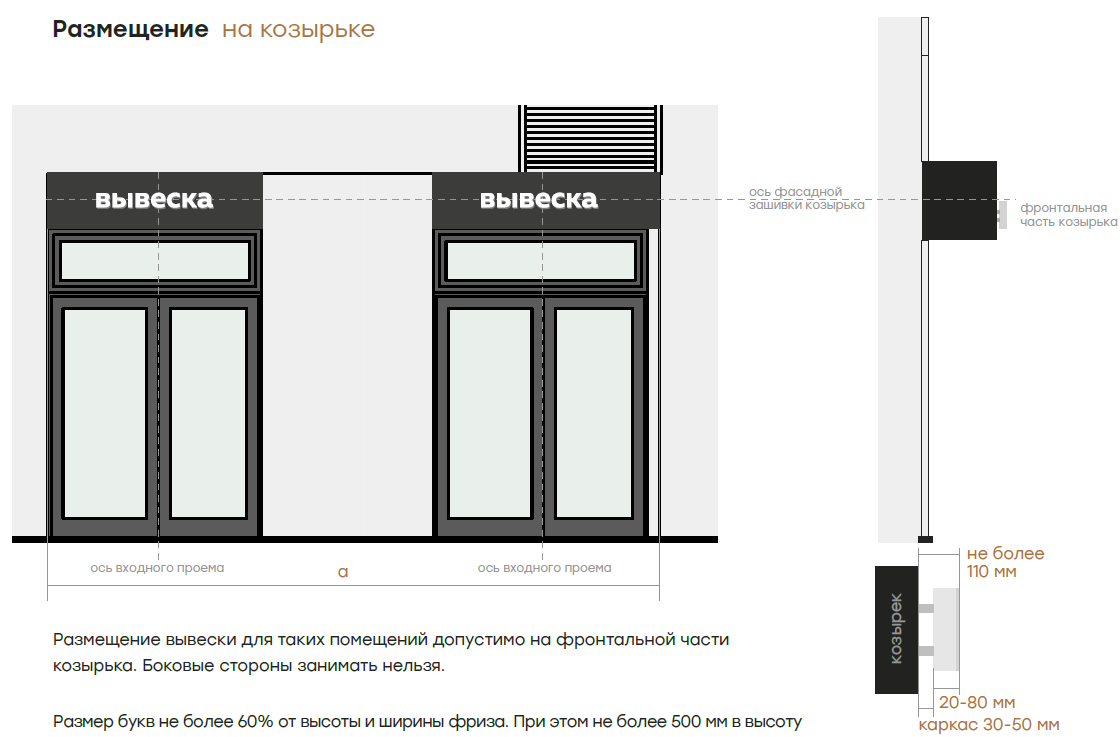 Размещение на козырьке
вывеска
вывеска
ось фасадной
зашивки козырька
фронтальная
часть козырька
ось входного проема
a
ось входного проема
не более
110 мм
козырек
20-80 мм
каркас 30-50 мм
Размещение вывески для таких помещений допустимо на фронтальной части
козырька. Боковые стороны занимать нельзя.
Размер букв не более 60% от высоты и ширины фриза. При этом не более 500 мм в высоту